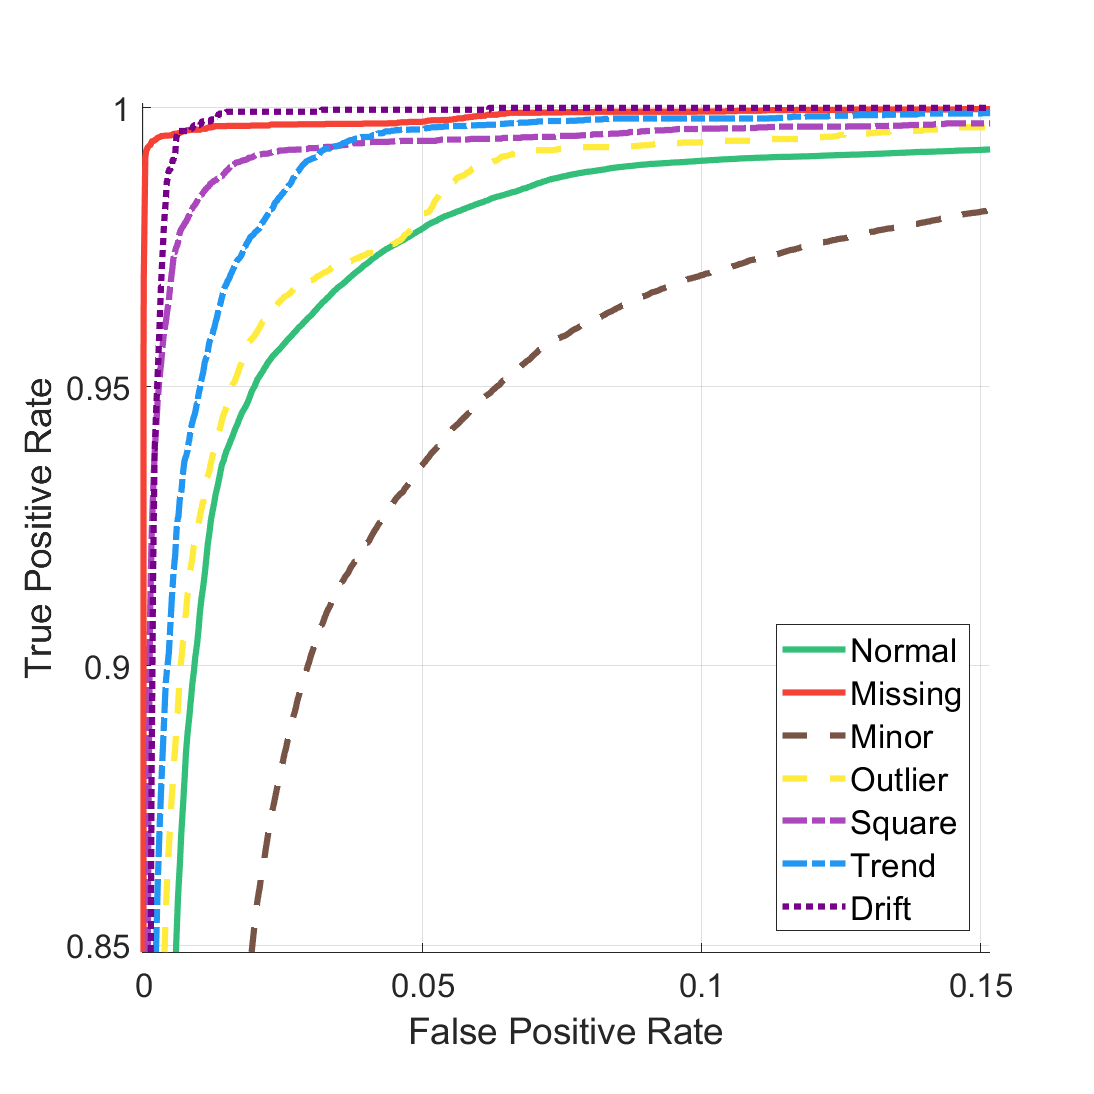 1
0.95
0.9
0.85
True Positive Rate
0
0.05
0.1
0.15
False Positive Rate
Normal
Missing
Minor
Outlier
Square
Trend
Drift